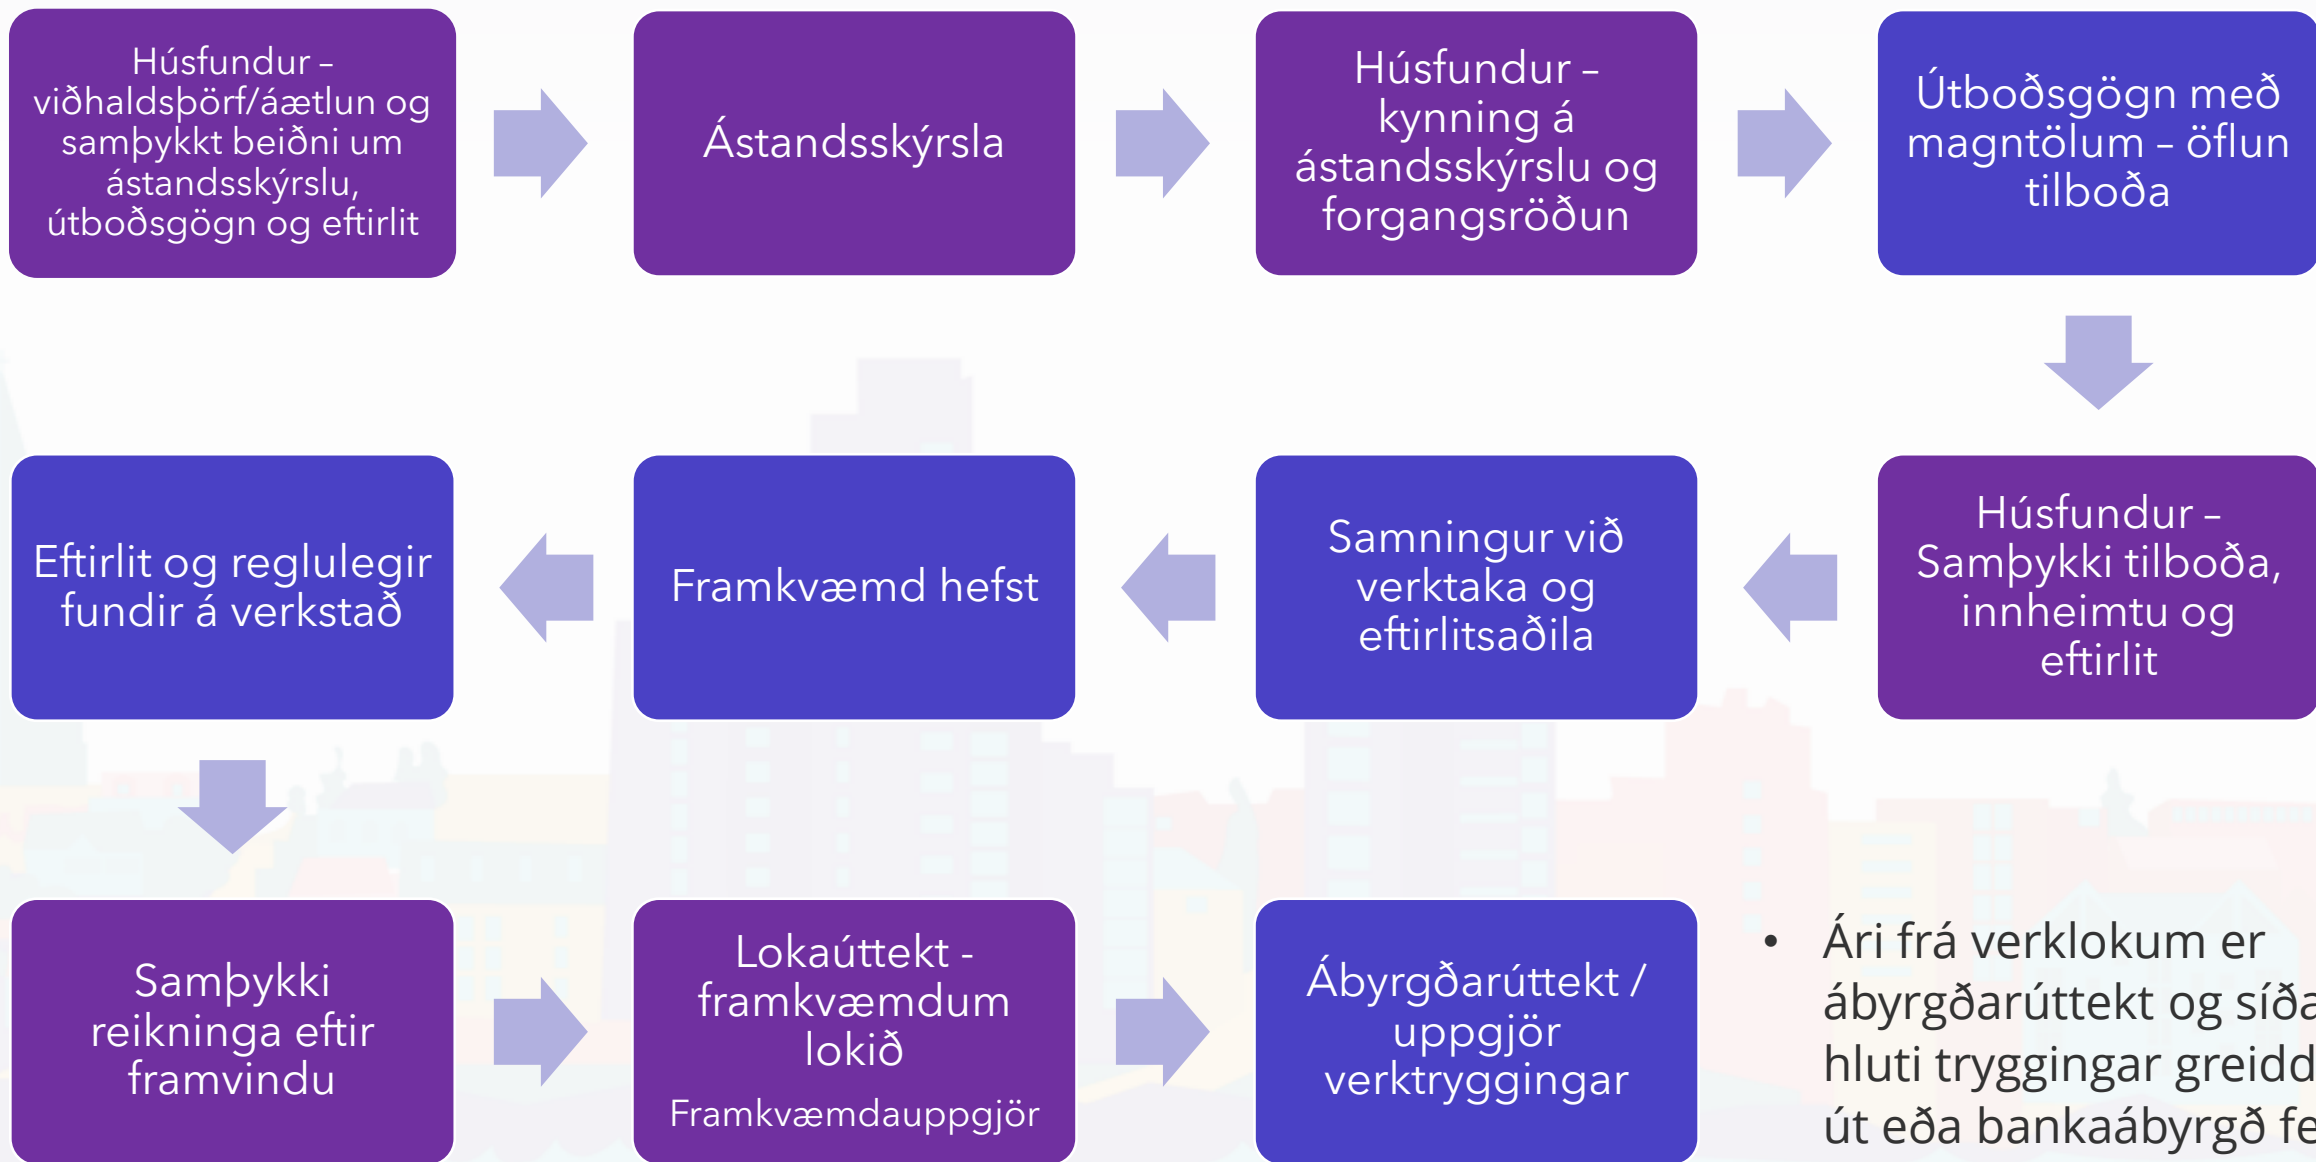 Húsfundur –
viðhaldsþörf/áætlun og
samþykkt beiðni um
ástandsskýrslu,
útboðsgögn og eftirlit
Ástandsskýrsla
Húsfundur –
kynning á
ástandsskýrslu og
forgangsröðun
Útboðsgögn með
magntölum – öflun
tilboða
Húsfundur –
Samþykki tilboða,
innheimtu og
eftirlit
Samningur við
verktaka og
eftirlitsaðila
Framkvæmd hefst
Eftirlit og reglulegir
fundir á verkstað
Samþykki
reikninga eftir
framvindu
Lokaúttekt -
framkvæmdum
lokið
Framkvæmdauppgjör
Ábyrgðarúttekt /
uppgjör
verktryggingar
• Ári frá verklokum er
ábyrgðarúttekt og
hluti tryggingar
út eða bankaábyrgð